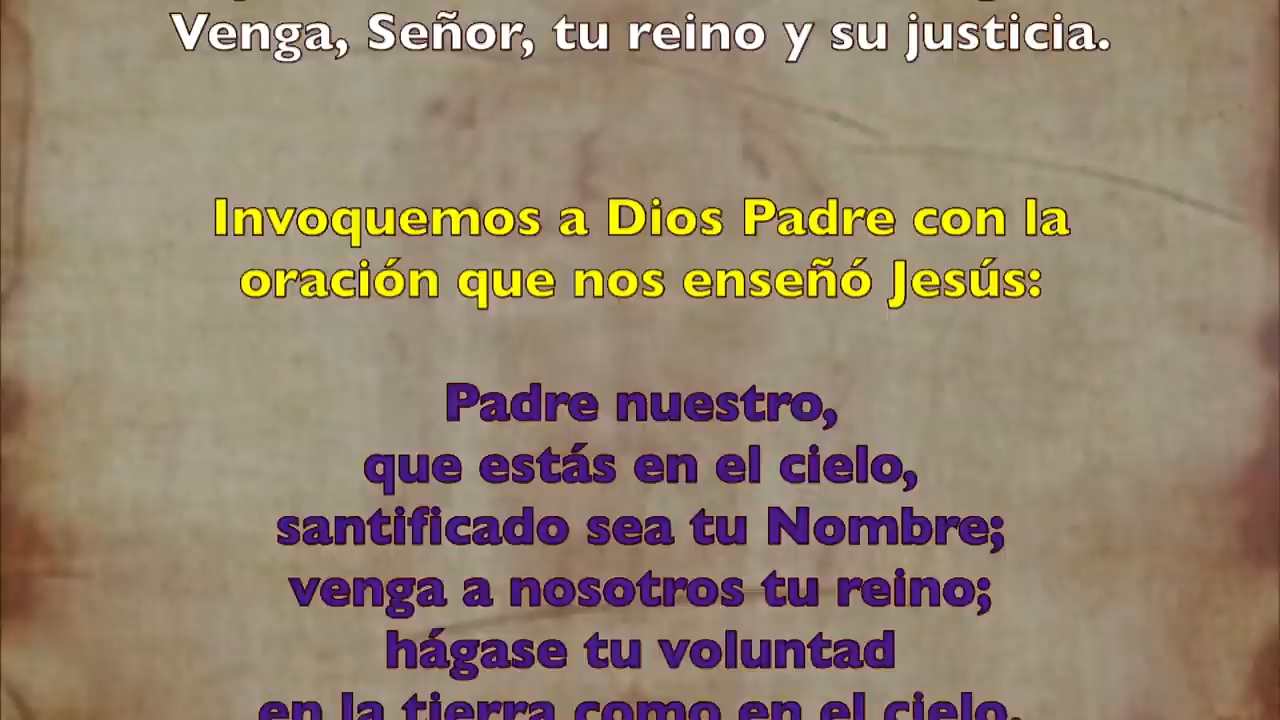 Venga, Señor, tu reino y su justicia.
Invoquemos a Dios Padre con la
oración que nos enseñó Jesús:
Padre nuestro,
que estás en el cielo,
santificado sea tu Nombre;
venga a nosotros tu reino;
hágase tu voluntad
en la tierra como en el cielo.